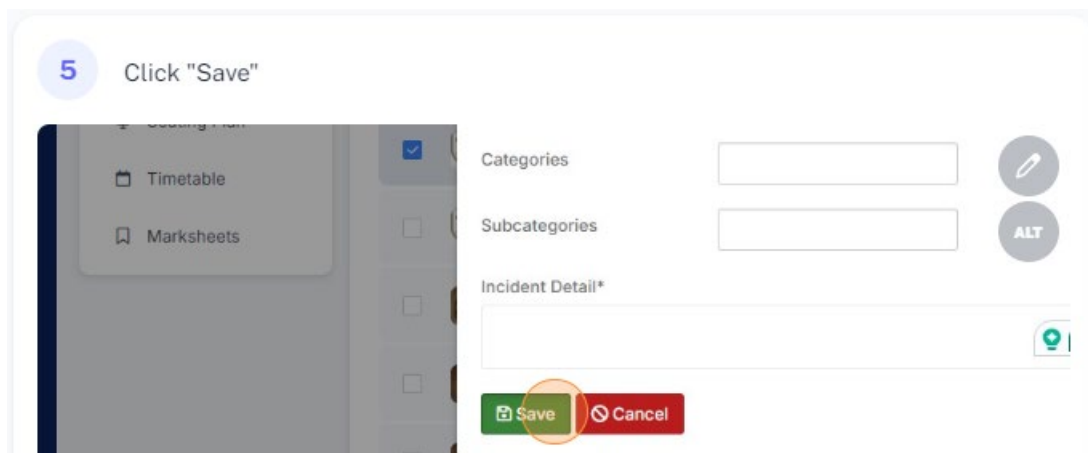 5 Click "Save"
Timetable
Marksheets
Categories
Subcategories
ALT
Incident Detail*
Save
Cancel